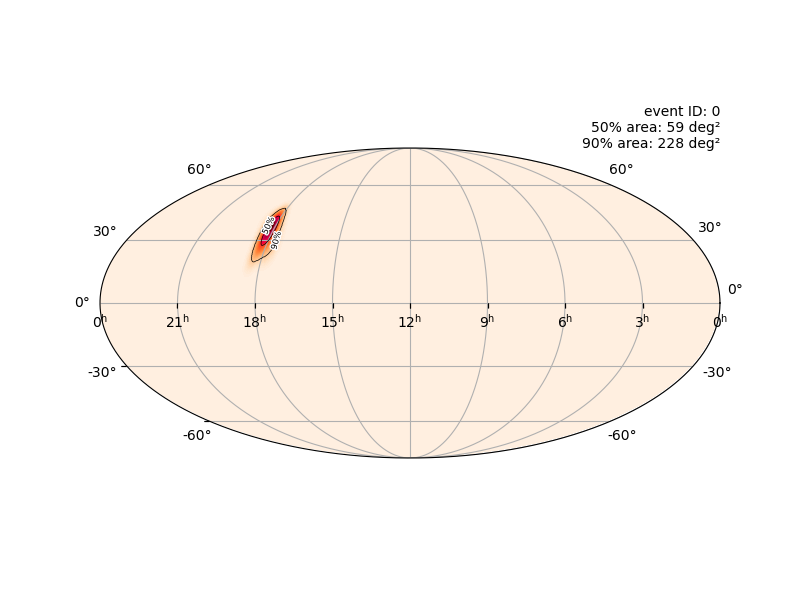 event ID: 0
50% area: 59 deg²
90% area: 228 deg²
60° 60°
30° 30°
50%
90%
0° 0°
0ʰ 21ʰ 18ʰ 15ʰ 12ʰ 9ʰ 6ʰ 3ʰ 0ʰ
-30° -30°
-60° -60°